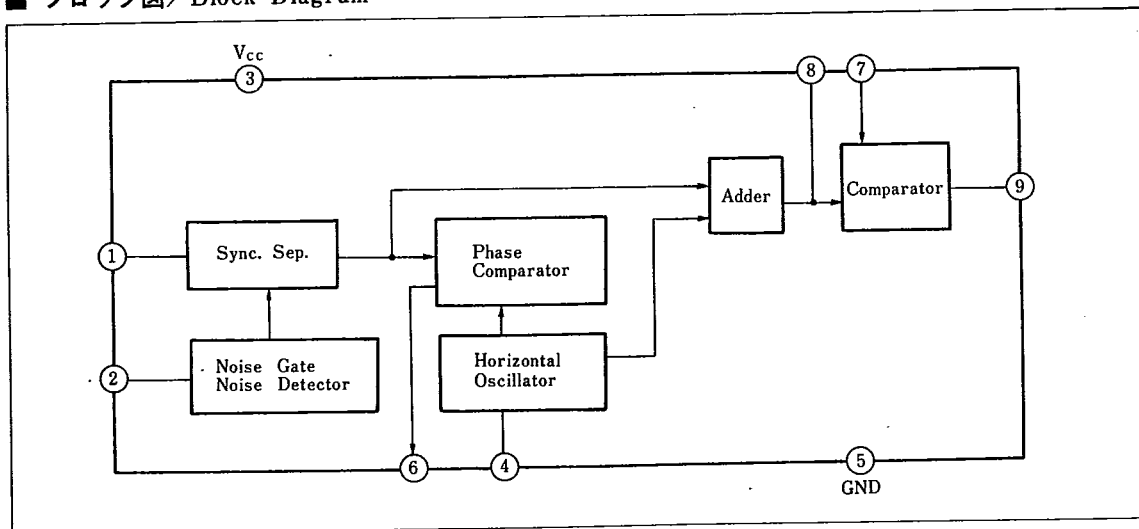 ■ ブロック図/Block Diagram
Vcc
③
⑧
⑦
Adder
Comparator
⑨
①
Sync. Sep.
Phase
Comparator
②
Noise Gate
Noise Detector
Horizontal
Oscillator
⑥
④
⑤
GND